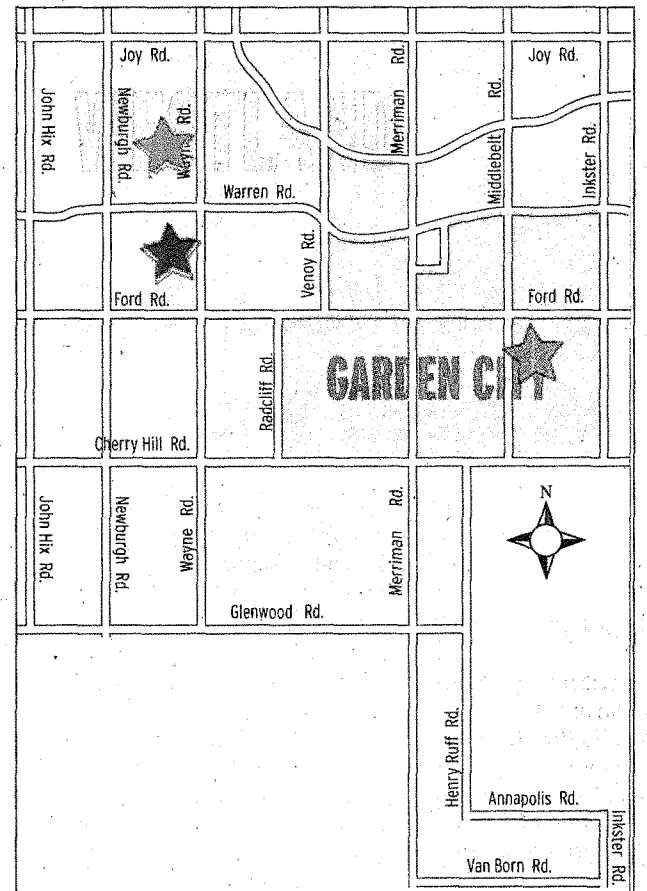 Joy Rd.
Joy Rd.
John Hix Rd.
Newburgh Rd.
Wayne Rd.
Merriman Rd.
Middlebelt Rd.
Inkster Rd.
Warren Rd.
Venoy Rd.
Ford Rd.
Ford Rd.
Radcliff Rd.
GARDEN CITY
Cherry Hill Rd.
John Hix Rd.
Newburgh Rd.
Wayne Rd.
Merriman Rd.
N
Glenwood Rd.
Henry Ruff Rd.
Annapolis Rd.
Inkster Rd.
Van Born Rd.